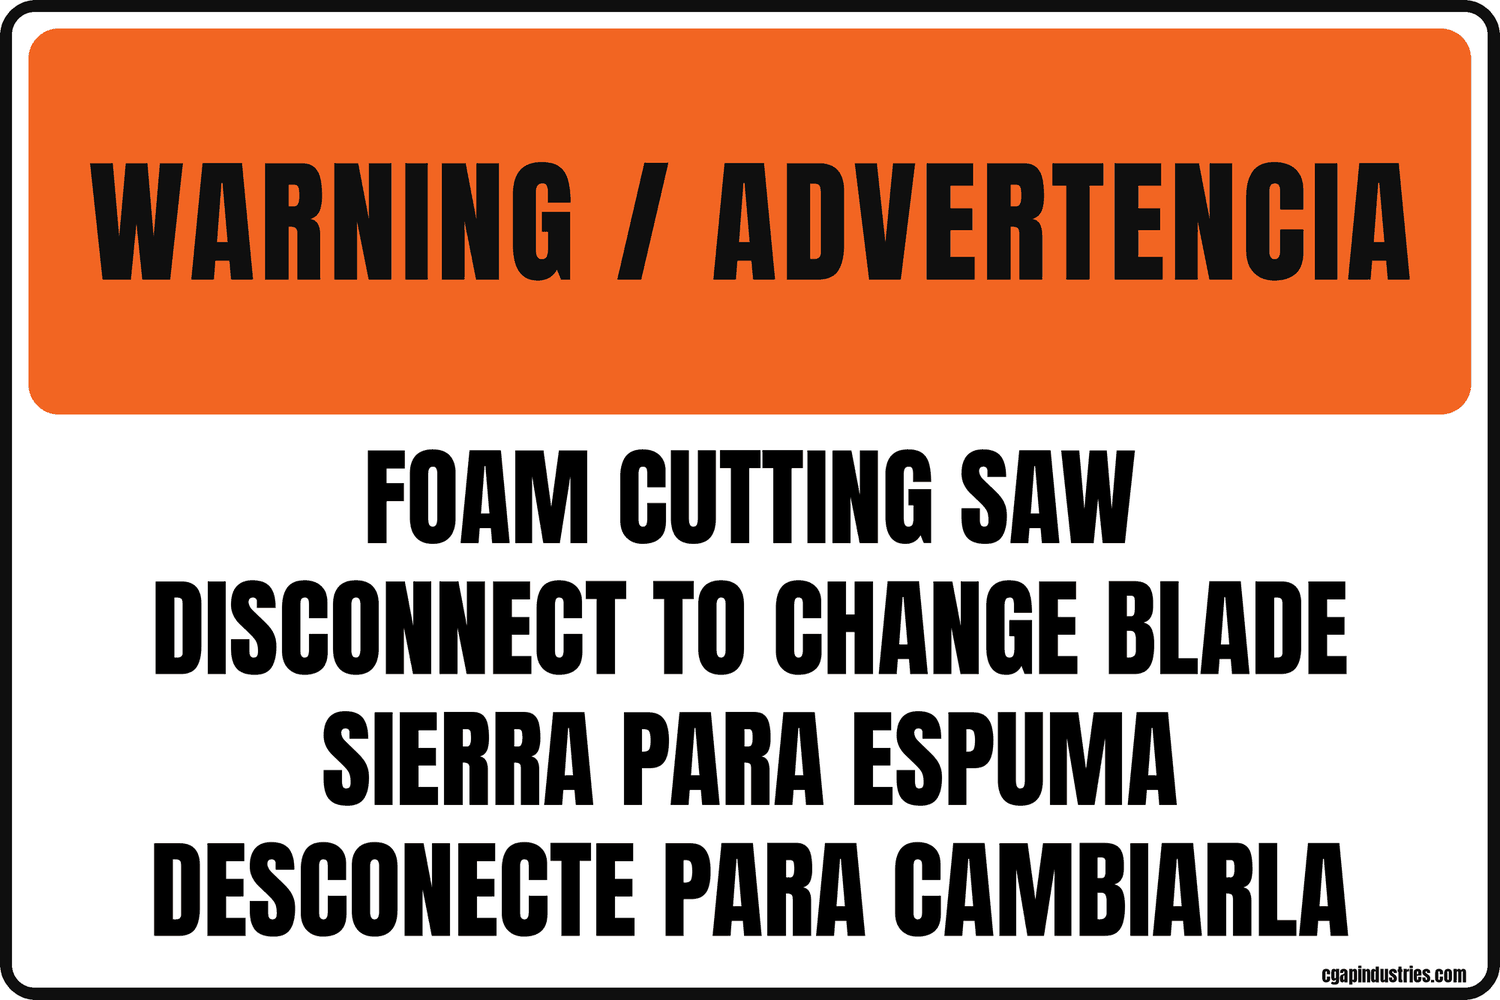 WARNING / ADVERTENCIA
FOAM CUTTING SAW
DISCONNECT TO CHANGE BLADE
SIERRA PARA ESPUMA
DESCONECTE PARA CAMBIARLA
cgapindustries.com